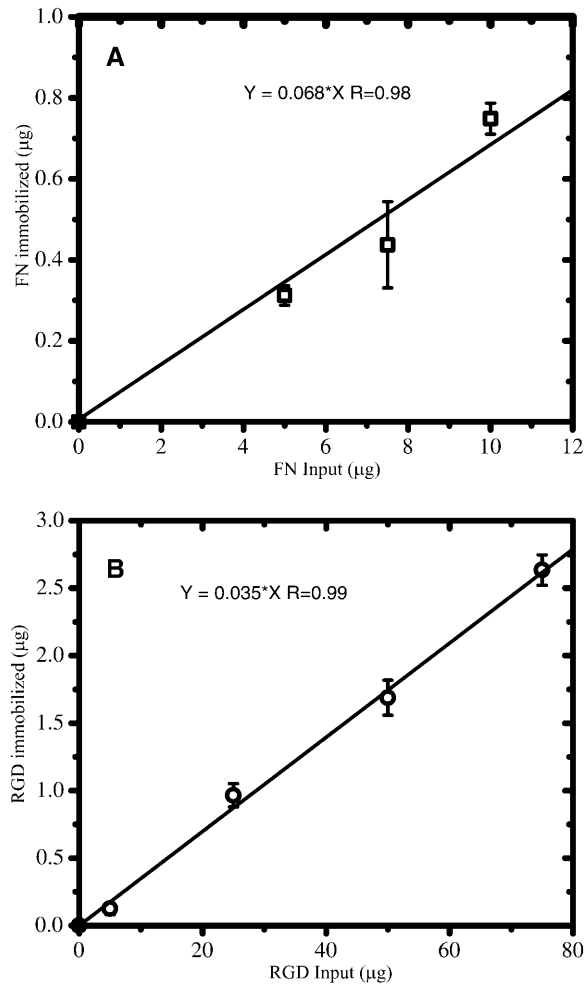 1.0
A
Y = 0.068*X R=0.98
0.8
0.6
0.4
0.2
0.0
FN immobilized (μg)
0 2 4 6 8 10 12
FN Input (μg)
3.0
B
Y = 0.035*X R=0.99
2.5
2.0
1.5
1.0
0.5
0.0
RGD immobilized (μg)
0 20 40 60 80
RGD Input (μg)